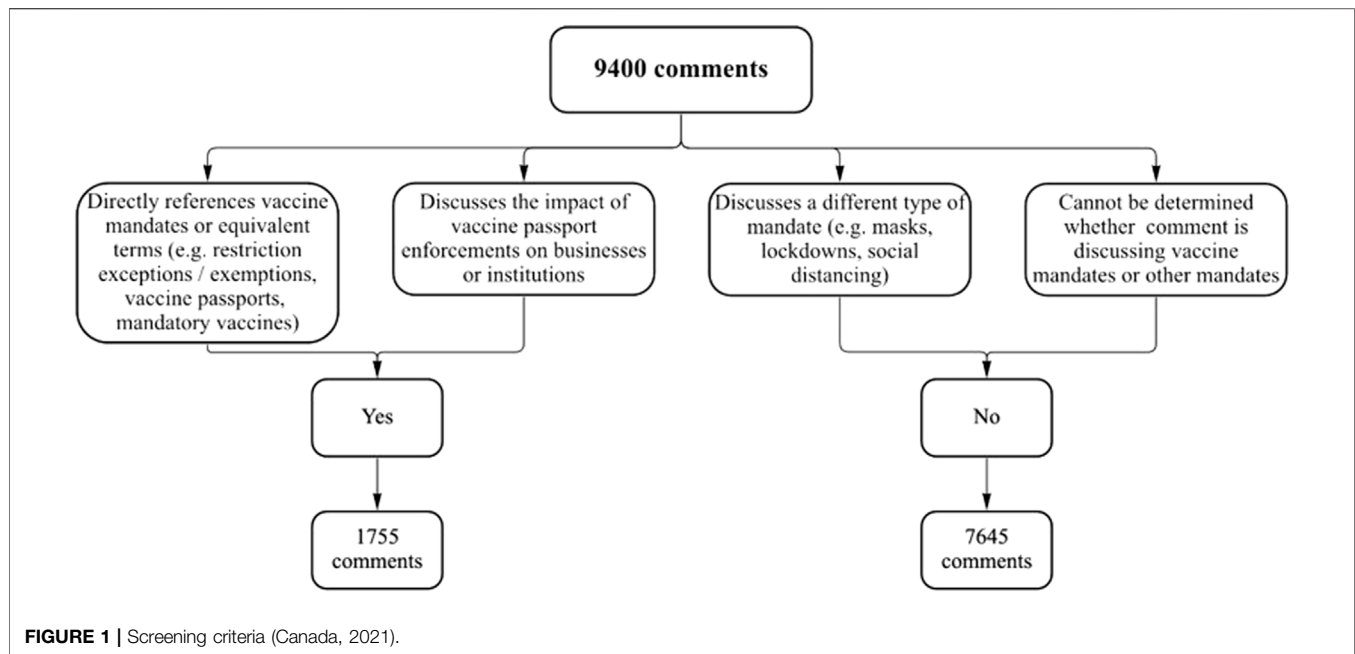 9400 comments
Directly references vaccine
mandates or equivalent
terms (e.g. restriction
exceptions / exemptions,
vaccine passports,
mandatory vaccines)
Discusses the impact of
vaccine passport
enforcements on businesses
or institutions
Discusses a different type of
mandate (e.g. masks,
lockdowns, social
distancing)
Cannot be determined
whether comment is
discussing vaccine
mandates or other mandates
Yes
No
1755
comments
7645
comments
FIGURE 1 | Screening criteria (Canada, 2021).